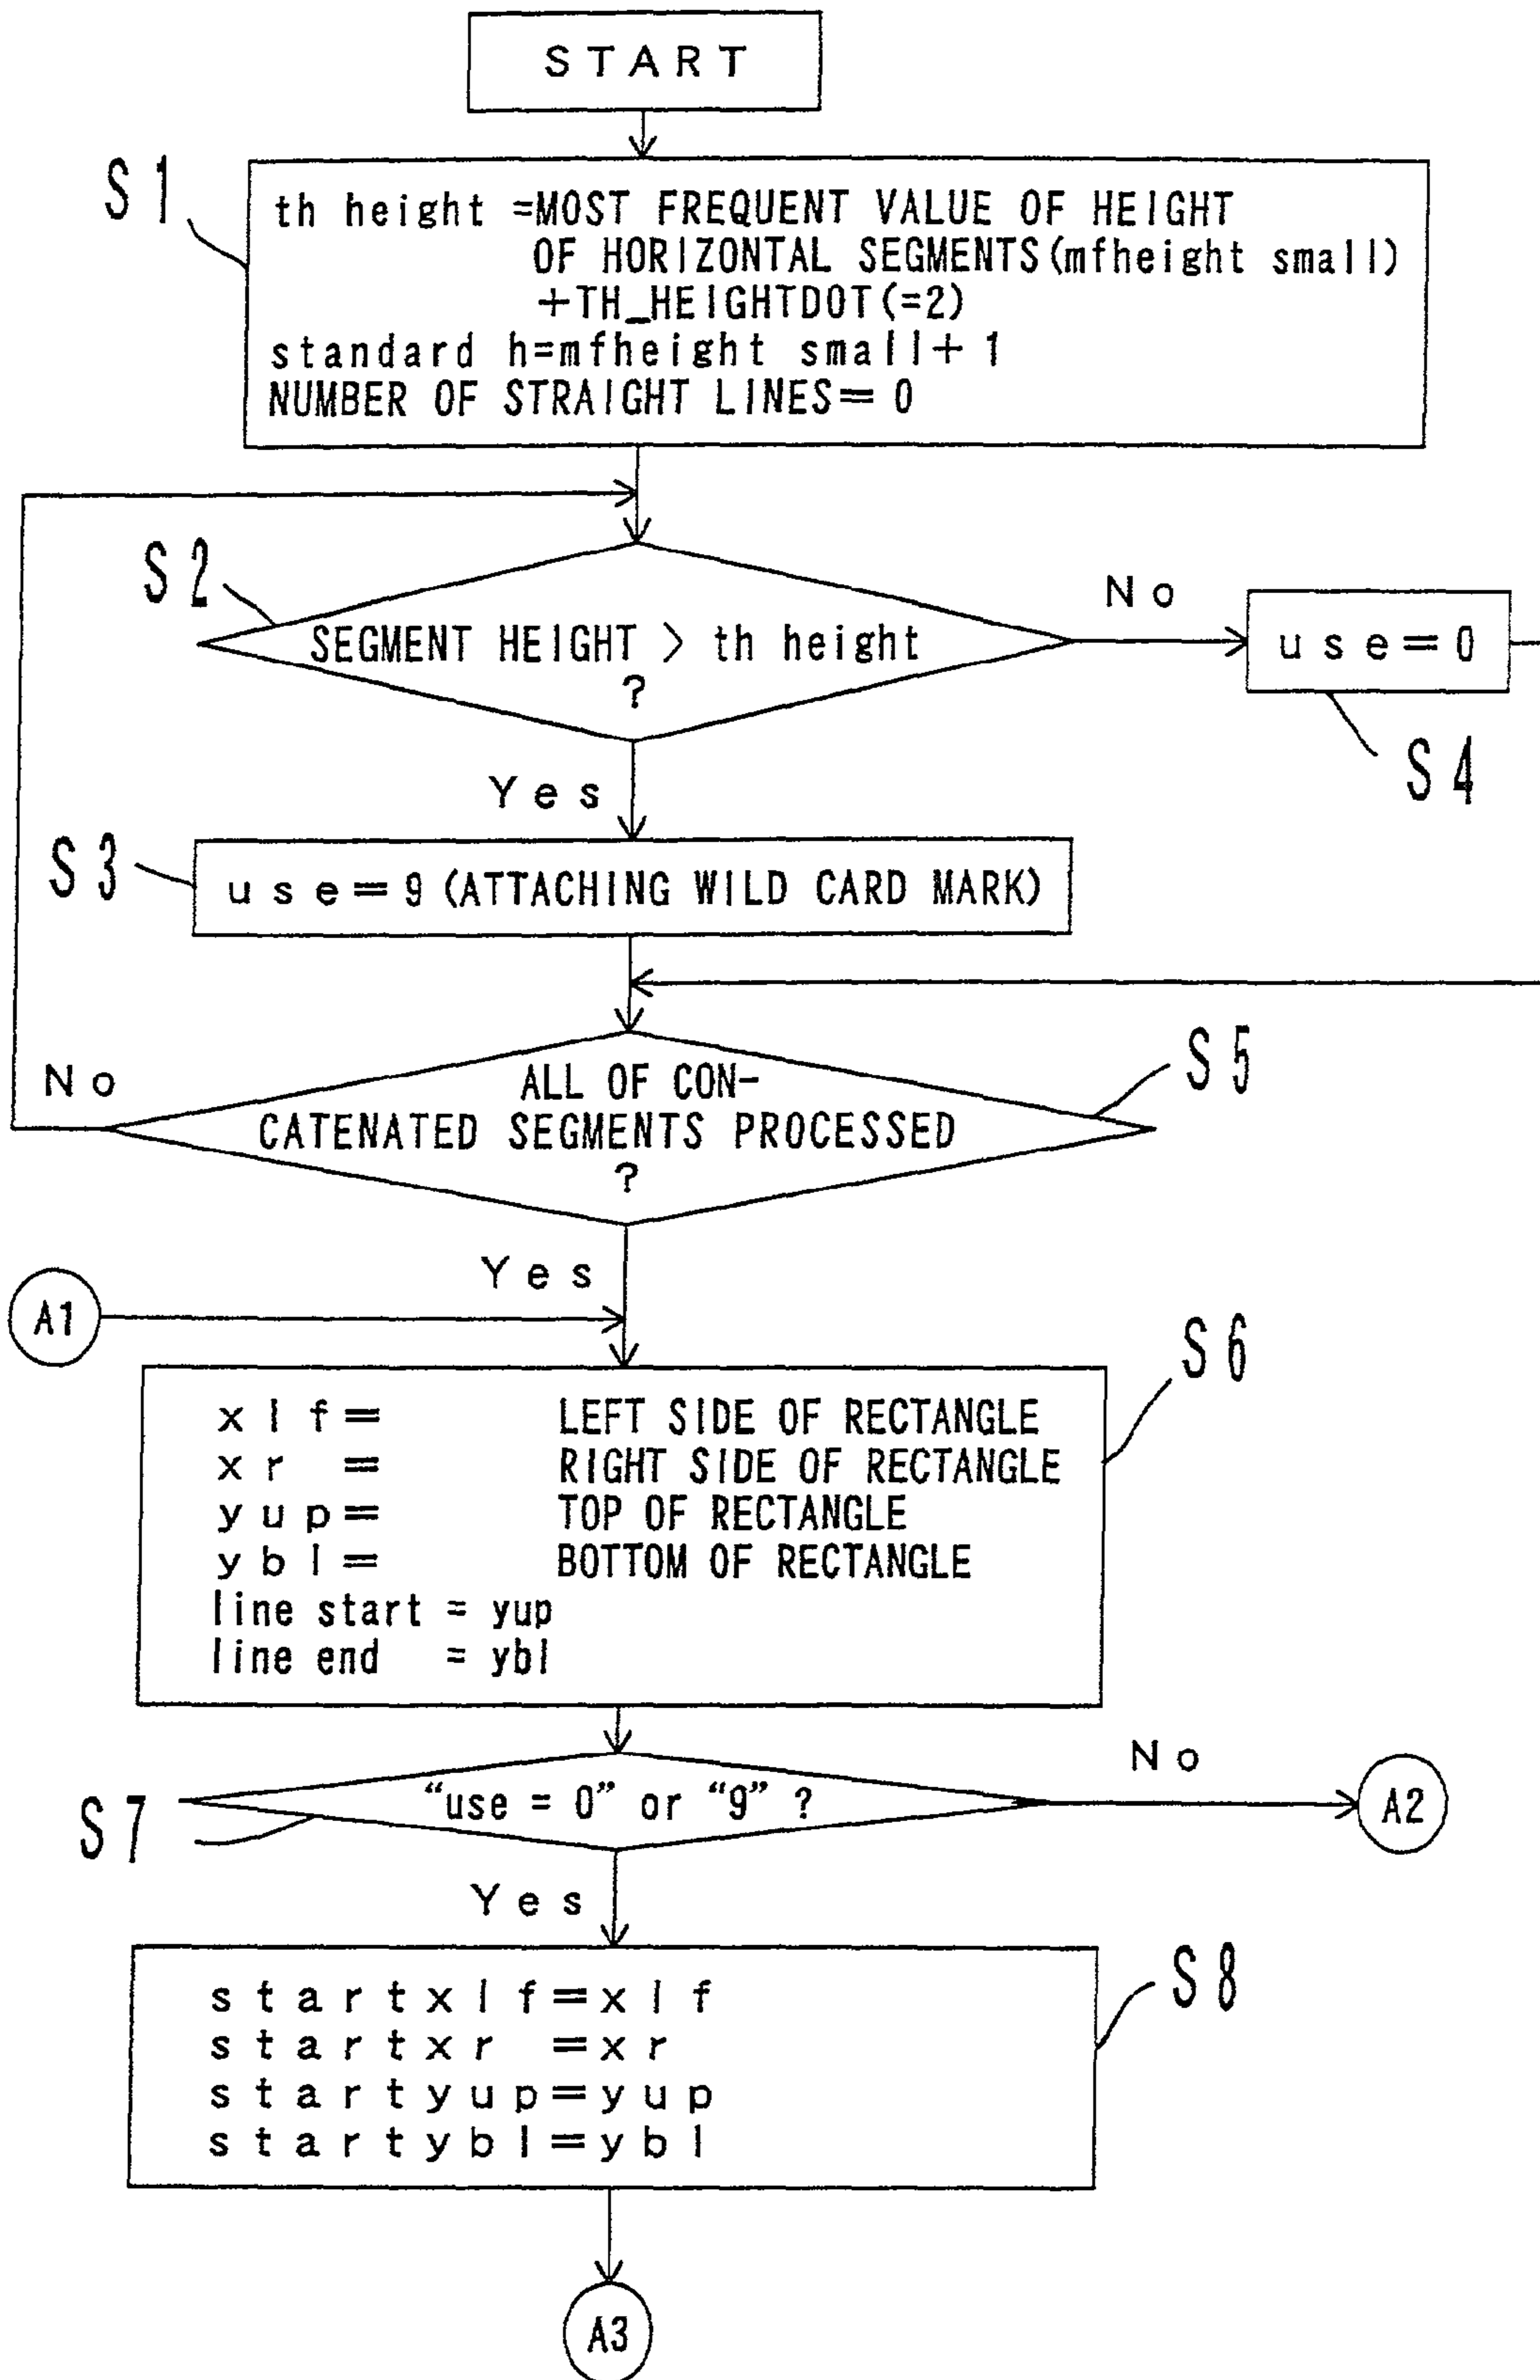 START
S1
th height =MOST FREQUENT VALUE OF HEIGHT
OF HORIZONTAL SEGMENTS(mfheight small)
+TH_HEIGHTDOT(=2)
standard h=mfheight small+1
NUMBER OF STRAIGHT LINES=0
S2
SEGMENT HEIGHT > th height
?
No
use=0
S4
Yes
S3
use=9(ATTACHING WILD CARD MARK)
S5
No
ALL OF CON-
CATENATED SEGMENTS PROCESSED
?
Yes
A1
S6
xlf= LEFT SIDE OF RECTANGLE
xr = RIGHT SIDE OF RECTANGLE
yup= TOP OF RECTANGLE
ybl= BOTTOM OF RECTANGLE
line start = yup
line end = ybl
S7
“use = 0” or “9” ?
No
A2
Yes
S8
startxlf=xlf
startxr =xr
startyup=yup
startybl=ybl
A3